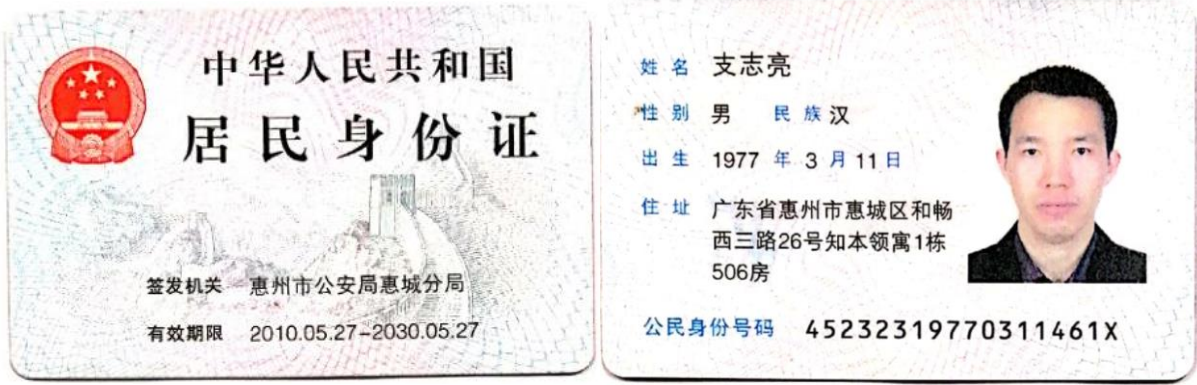 中华人民共和国
居民身份证
签发机关 惠州市公安局惠城分局
有效期限 2010.05.27-2030.05.27
姓名 支志亮
性别 男 民族 汉
出生 1977 年 3 月 11 日
住址 广东省惠州市惠城区和畅
西三路26号知本领寓1栋
506房
公民身份号码 45232319770311461X